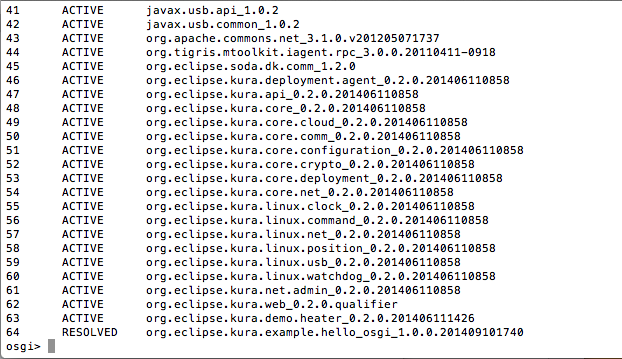 41 ACTIVE javax.usb.api_1.0.2
42 ACTIVE javax.usb.common_1.0.2
43 ACTIVE org.apache.commons.net_3.1.0.v201205071737
44 ACTIVE org.tigris.mtoolkit.iagent.rpc_3.0.0.20110411-0918
45 ACTIVE org.eclipse.soda.dk.comm_1.2.0
46 ACTIVE org.eclipse.kura.deployment.agent_0.2.0.201406110858
47 ACTIVE org.eclipse.kura.api_0.2.0.201406110858
48 ACTIVE org.eclipse.kura.core_0.2.0.201406110858
49 ACTIVE org.eclipse.kura.core.cloud_0.2.0.201406110858
50 ACTIVE org.eclipse.kura.core.comm_0.2.0.201406110858
51 ACTIVE org.eclipse.kura.core.configuration_0.2.0.201406110858
52 ACTIVE org.eclipse.kura.core.crypto_0.2.0.201406110858
53 ACTIVE org.eclipse.kura.core.deployment_0.2.0.201406110858
54 ACTIVE org.eclipse.kura.core.net_0.2.0.201406110858
55 ACTIVE org.eclipse.kura.linux.clock_0.2.0.201406110858
56 ACTIVE org.eclipse.kura.linux.command_0.2.0.201406110858
57 ACTIVE org.eclipse.kura.linux.net_0.2.0.201406110858
58 ACTIVE org.eclipse.kura.linux.position_0.2.0.201406110858
59 ACTIVE org.eclipse.kura.linux.usb_0.2.0.201406110858
60 ACTIVE org.eclipse.kura.linux.watchdog_0.2.0.201406110858
61 ACTIVE org.eclipse.kura.net.admin_0.2.0.201406110858
62 ACTIVE org.eclipse.kura.web_0.2.0.qualifier
63 ACTIVE org.eclipse.kura.demo.heater_0.2.0.201406111426
64 RESOLVED org.eclipse.kura.example.hello_osgi_1.0.0.201409101740
osgi>